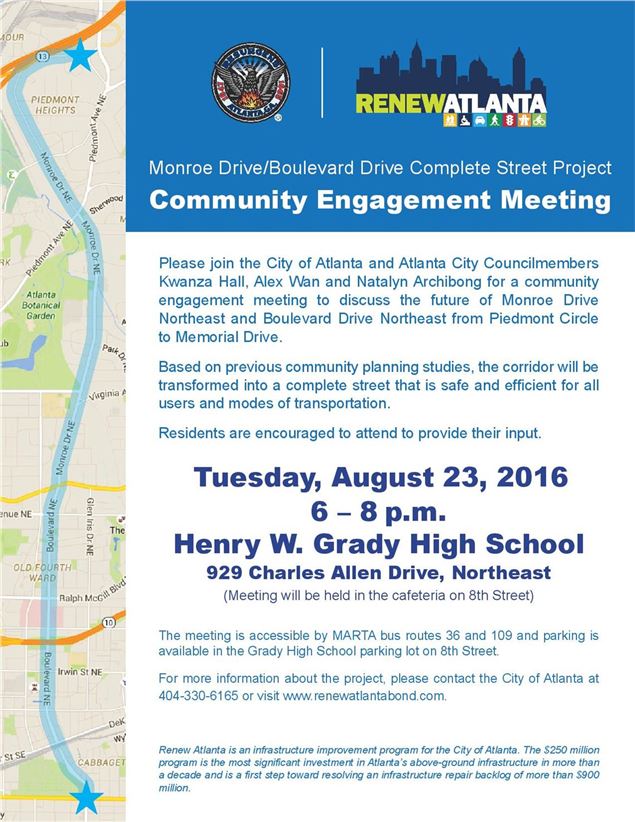 RESURGENS
1847 1865
ATLANTA, GA.
RENEWATLANTA
Monroe Drive/Boulevard Drive Complete Street Project
Community Engagement Meeting
Please join the City of Atlanta and Atlanta City Councilmembers
Kwanza Hall, Alex Wan and Natalyn Archibong for a community
engagement meeting to discuss the future of Monroe Drive
Northeast and Boulevard Drive Northeast from Piedmont Circle
to Memorial Drive.
Based on previous community planning studies, the corridor will be
transformed into a complete street that is safe and efficient for all
users and modes of transportation.
Residents are encouraged to attend to provide their input.
Tuesday, August 23, 2016
6 – 8 p.m.
Henry W. Grady High School
929 Charles Allen Drive, Northeast
(Meeting will be held in the cafeteria on 8th Street)
The meeting is accessible by MARTA bus routes 36 and 109 and parking is
available in the Grady High School parking lot on 8th Street.
For more information about the project, please contact the City of Atlanta at
404-330-6165 or visit www.renewatlantabond.com.
Renew Atlanta is an infrastructure improvement program for the City of Atlanta. The $250 million
program is the most significant investment in Atlanta's above-ground infrastructure in more than
a decade and is a first step toward resolving an infrastructure repair backlog of more than $900
million.
MOUR
13
PIEDMONT
HEIGHTS
Piedmont Ave NE
Monroe Dr NE
Sherwood
Monroe Dr NE
Piedmont Ave NE
RK
Atlanta
Botanical
Garden
ub
Park Dr
Virginia A
Monroe Dr NE
enue NE
Glen Iris Dr NE
The
Boulevard NE
OLD FOURTH
WARD
Ralph McGill Blvd
10
Irwin St NE
Boulevard NE
DeK
Wy
r St SE
CABBAGET